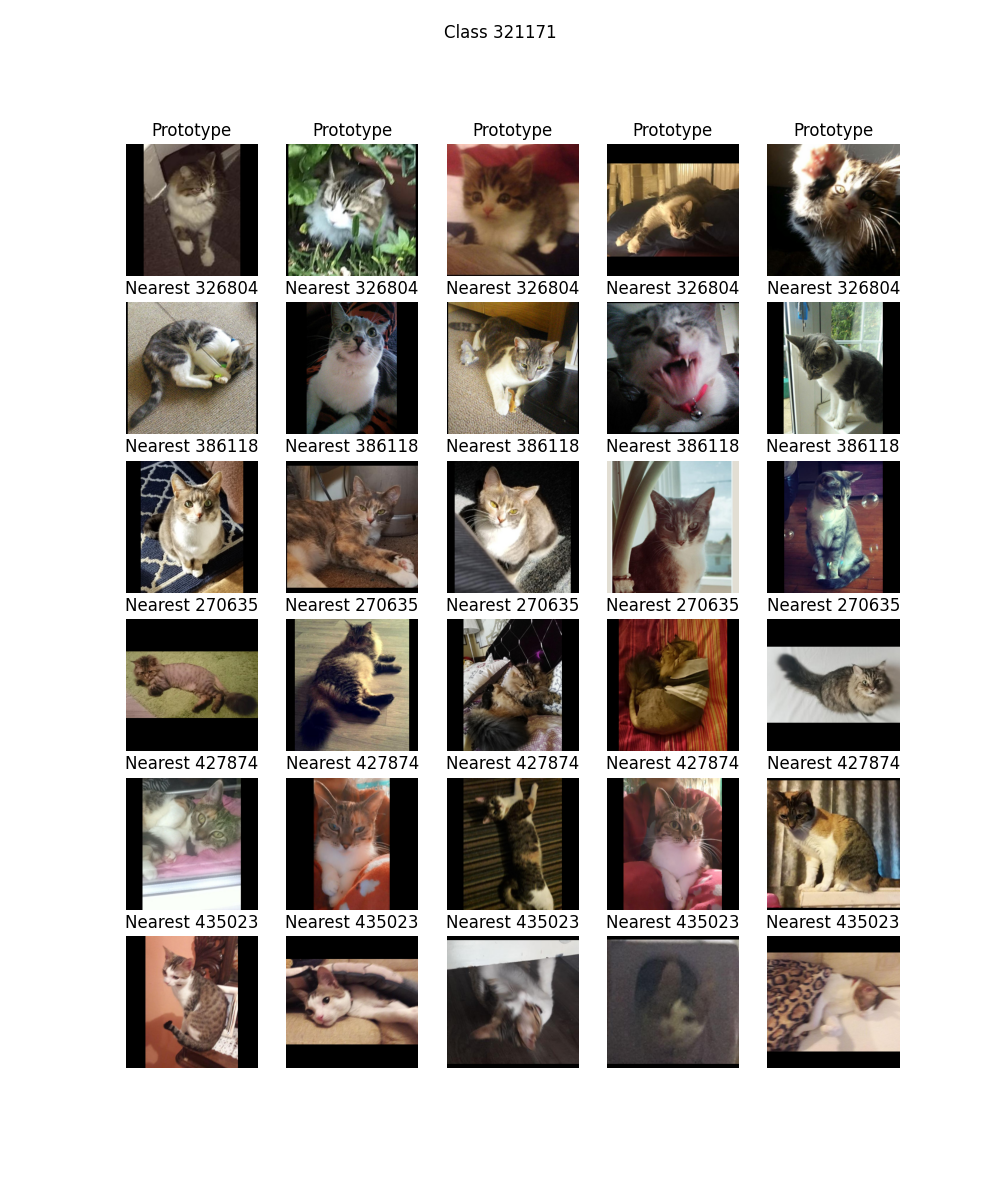 Class 321171
Prototype Prototype Prototype Prototype Prototype
Nearest 326804 Nearest 326804 Nearest 326804 Nearest 326804 Nearest 326804
Nearest 386118 Nearest 386118 Nearest 386118 Nearest 386118 Nearest 386118
Nearest 270635 Nearest 270635 Nearest 270635 Nearest 270635 Nearest 270635
Nearest 427874 Nearest 427874 Nearest 427874 Nearest 427874 Nearest 427874
Nearest 435023 Nearest 435023 Nearest 435023 Nearest 435023 Nearest 435023